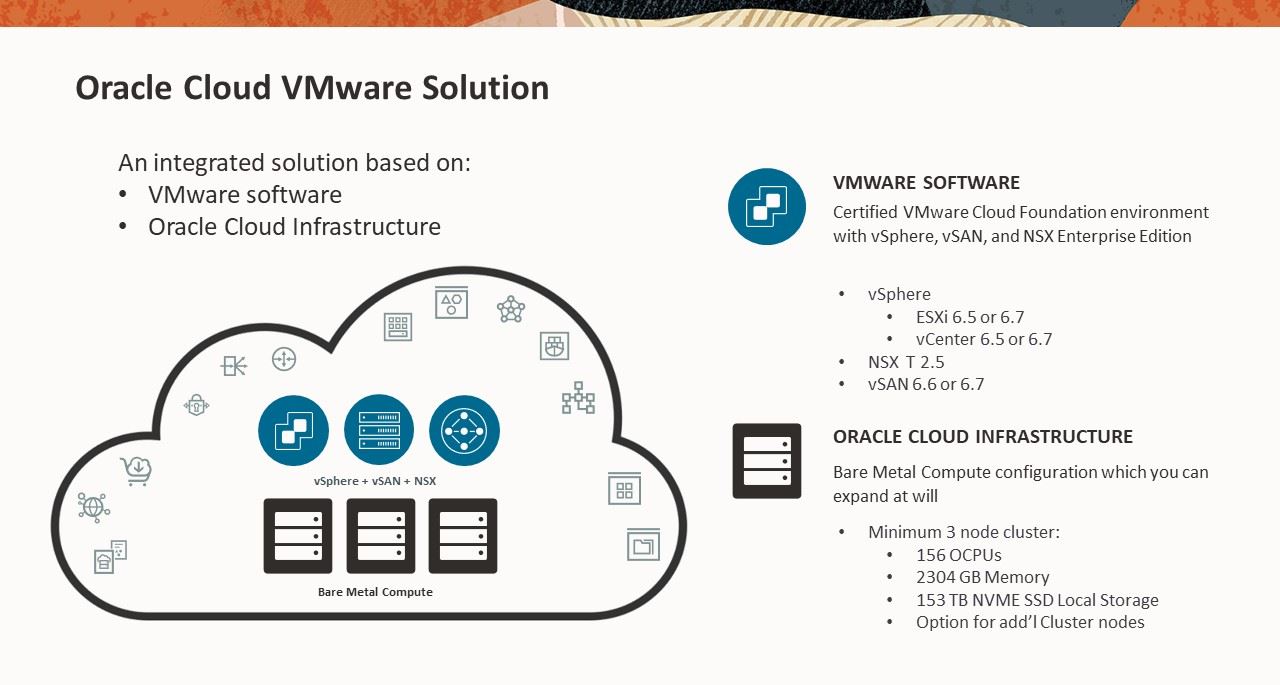 Oracle Cloud VMware Solution
An integrated solution based on:
• VMware software
• Oracle Cloud Infrastructure
vSphere + vSAN + NSX
Bare Metal Compute
VMWARE SOFTWARE
Certified VMware Cloud Foundation environment
with vSphere, vSAN, and NSX Enterprise Edition
• vSphere
• ESXi 6.5 or 6.7
• vCenter 6.5 or 6.7
• NSX T 2.5
• vSAN 6.6 or 6.7
ORACLE CLOUD INFRASTRUCTURE
Bare Metal Compute configuration which you can
expand at will
• Minimum 3 node cluster:
• 156 OCPUs
• 2304 GB Memory
• 153 TB NVME SSD Local Storage
• Option for add’l Cluster nodes